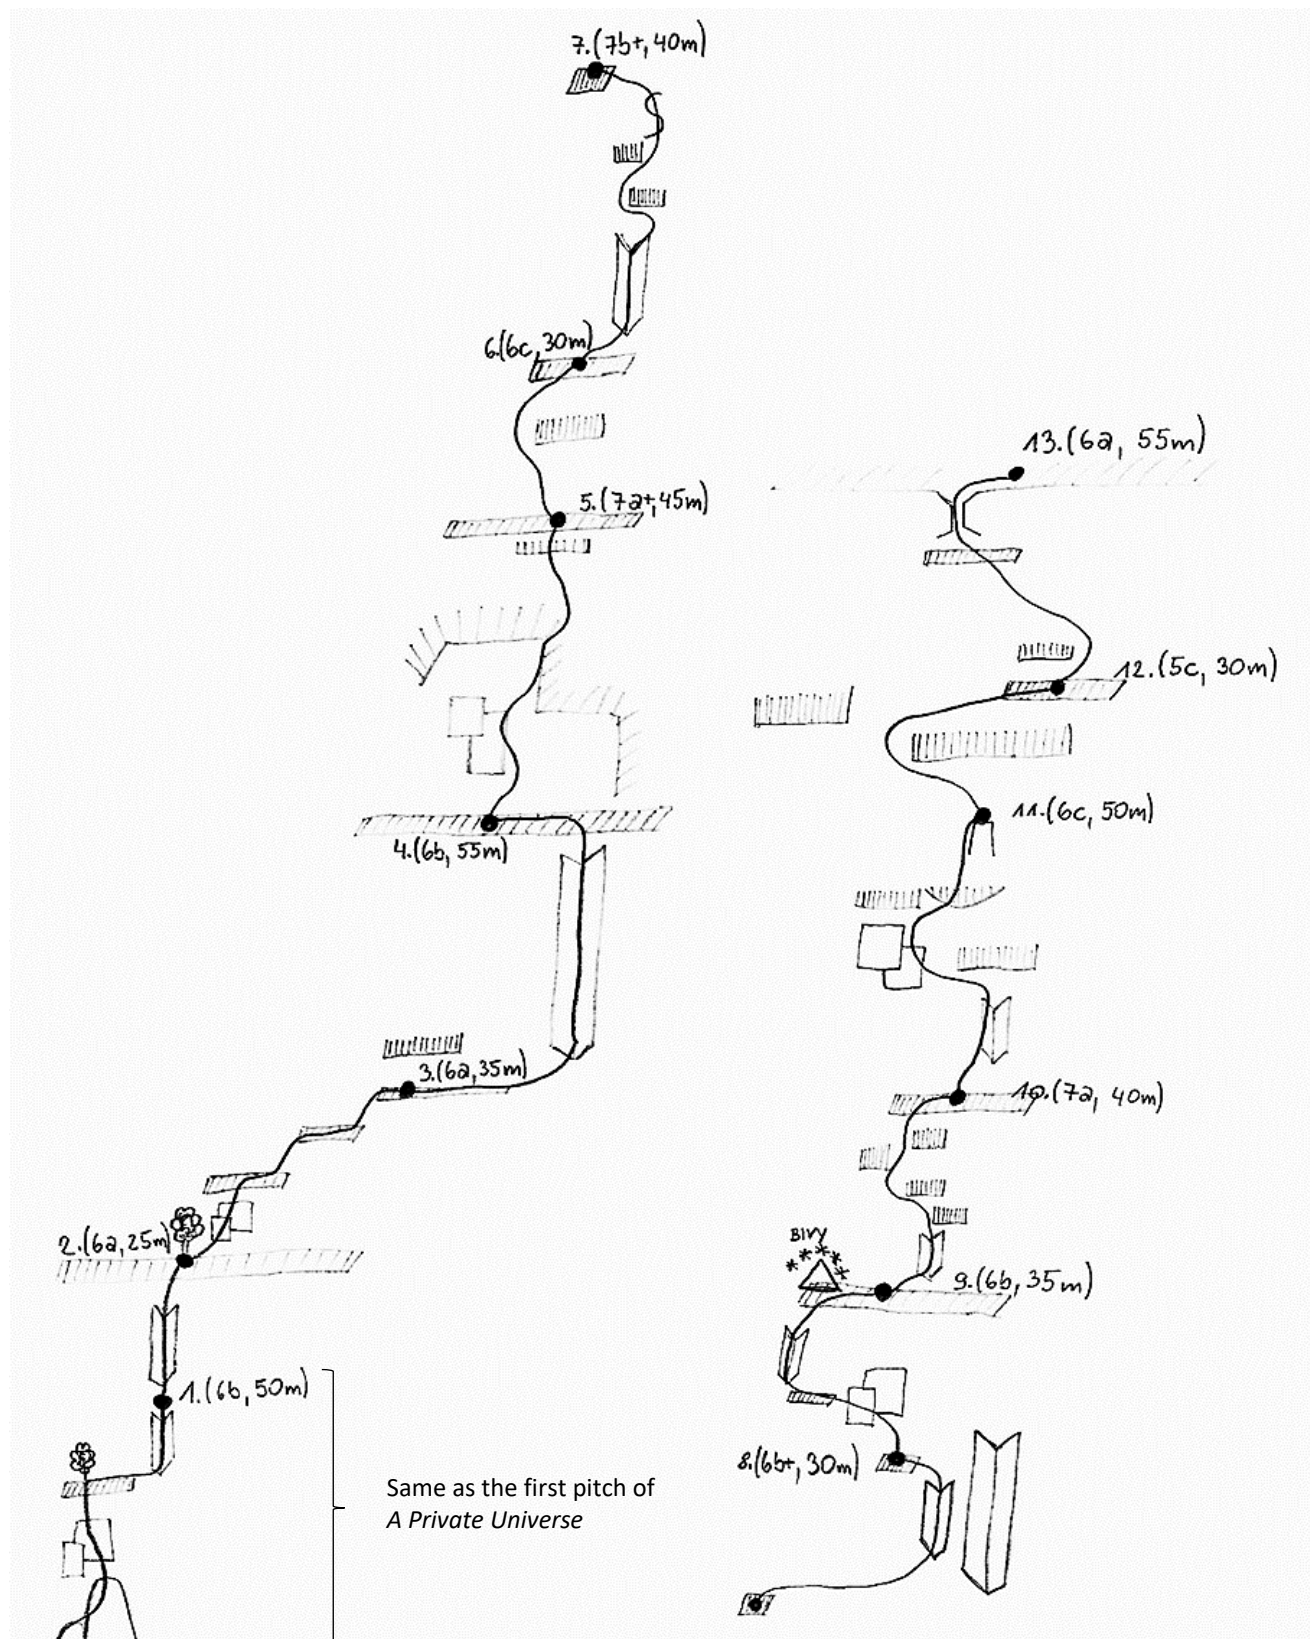 7.(7b+, 40m)
6.(6c, 30m)
5.(7a+, 45m)
4.(6b, 55m)
3.(6a, 35m)
2.(6a, 25m)
1.(6b, 50m)
Same as the first pitch of
A Private Universe
13.(6a, 55m)
12.(5c, 30m)
11.(6c, 50m)
10.(7a, 40m)
BIVY
9.(6b, 35m)
8.(6b+, 30m)